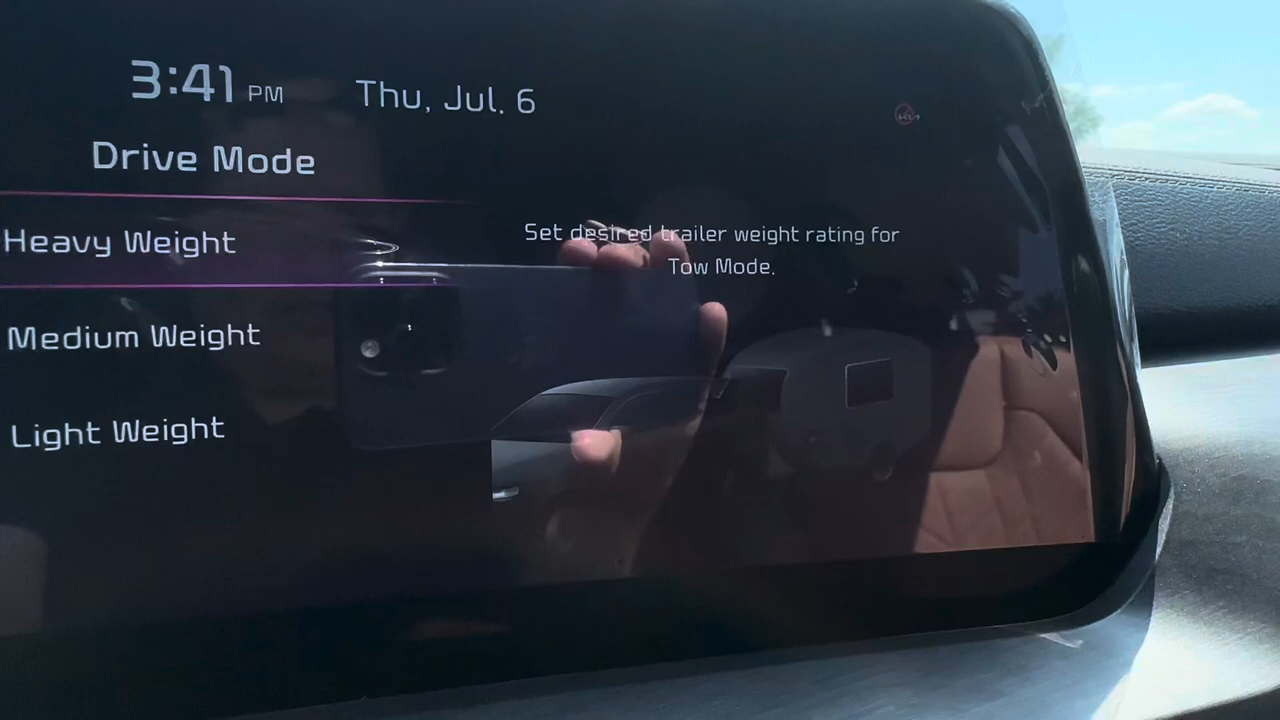 3:41 PM Thu, Jul. 6
Drive Mode
Heavy Weight
Medium Weight
Light Weight
Set desired trailer weight rating for
Tow Mode.